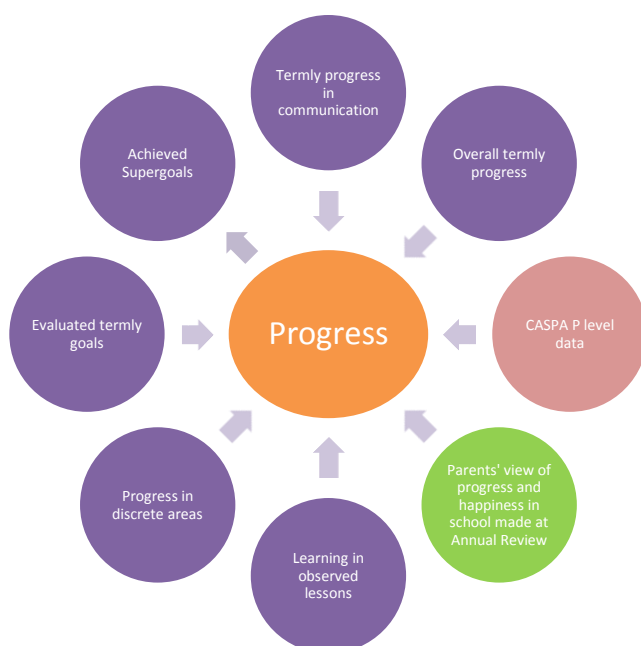 Termly progress
in
communication
Overall termly
progress
CASPA P level
data
Parents' view of
progress and
happiness in
school made at
Annual Review
Learning in
observed
lessons
Progress in
discrete areas
Evaluated termly
goals
Achieved
Supergoals
Progress